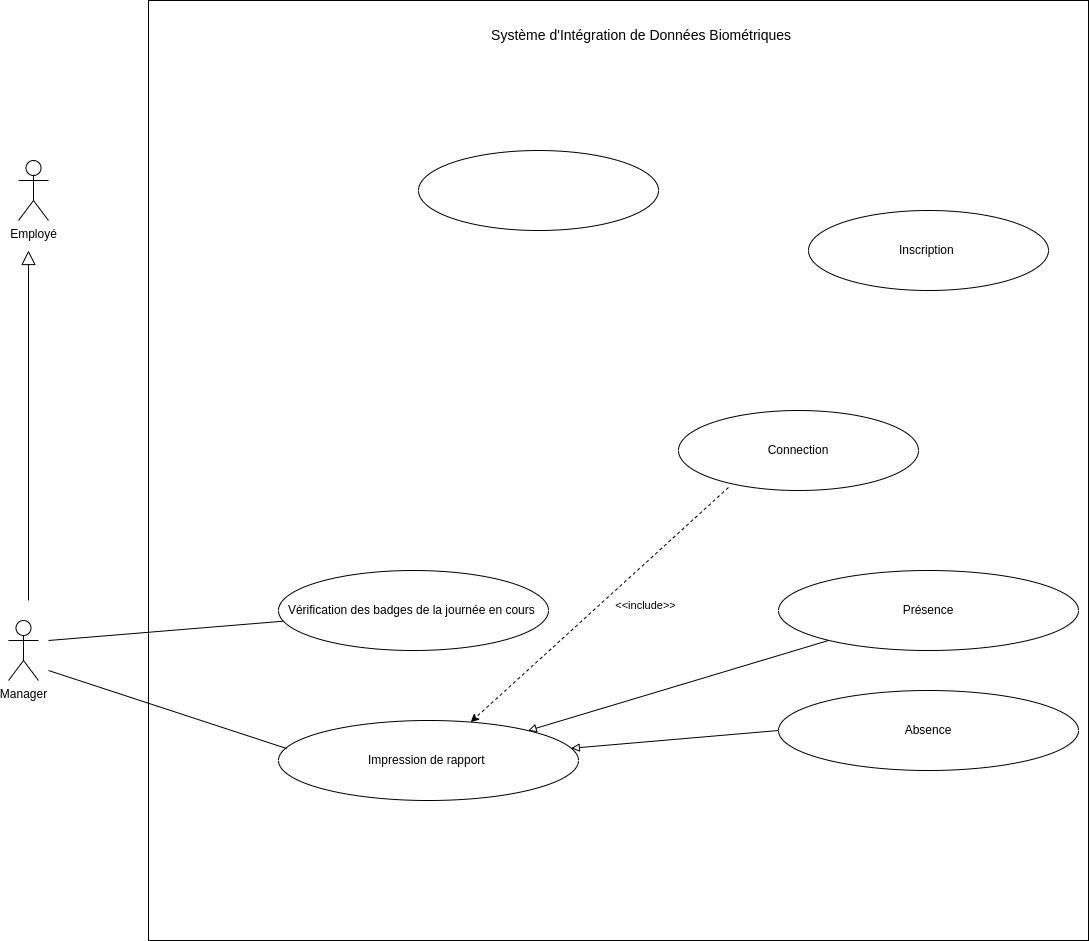 Système d'Intégration de Données Biométriques
Employé
Inscription
Connection
<<include>>
Vérification des badges de la journée en cours
Présence
Manager
Absence
Impression de rapport